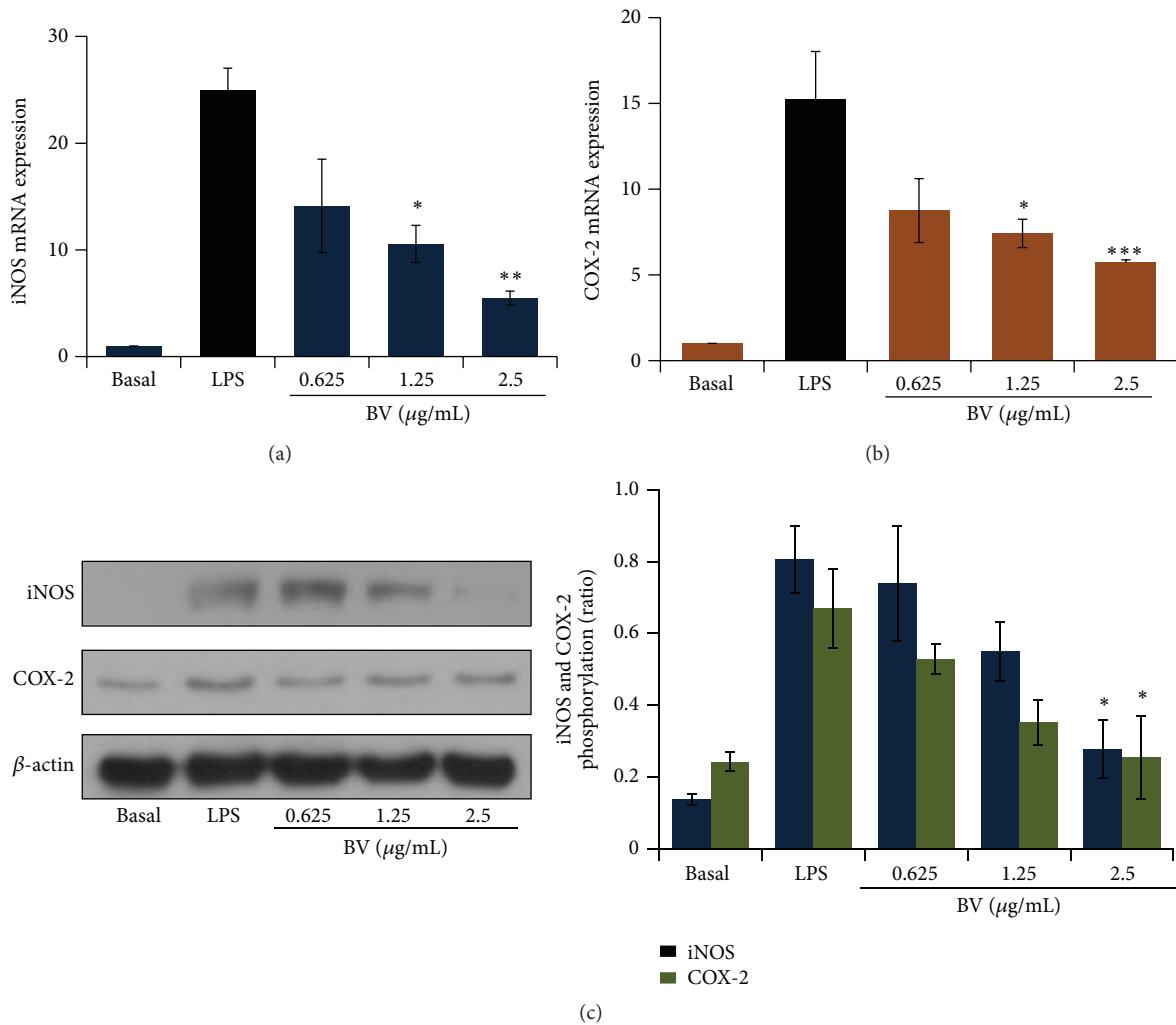 iNOS mRNA expression
30
20
10
0
*
**
Basal LPS 0.625 1.25 2.5
BV (μg/mL)
(a)
COX-2 mRNA expression
20
15
10
5
0
*
***
Basal LPS 0.625 1.25 2.5
BV (μg/mL)
(b)
iNOS
COX-2
β-actin
Basal LPS 0.625 1.25 2.5
BV (μg/mL)
iNOS and COX-2
phosphorylation (ratio)
1.0
0.8
0.6
0.4
0.2
0
* *
Basal LPS 0.625 1.25 2.5
BV (μg/mL)
iNOS
COX-2
(c)